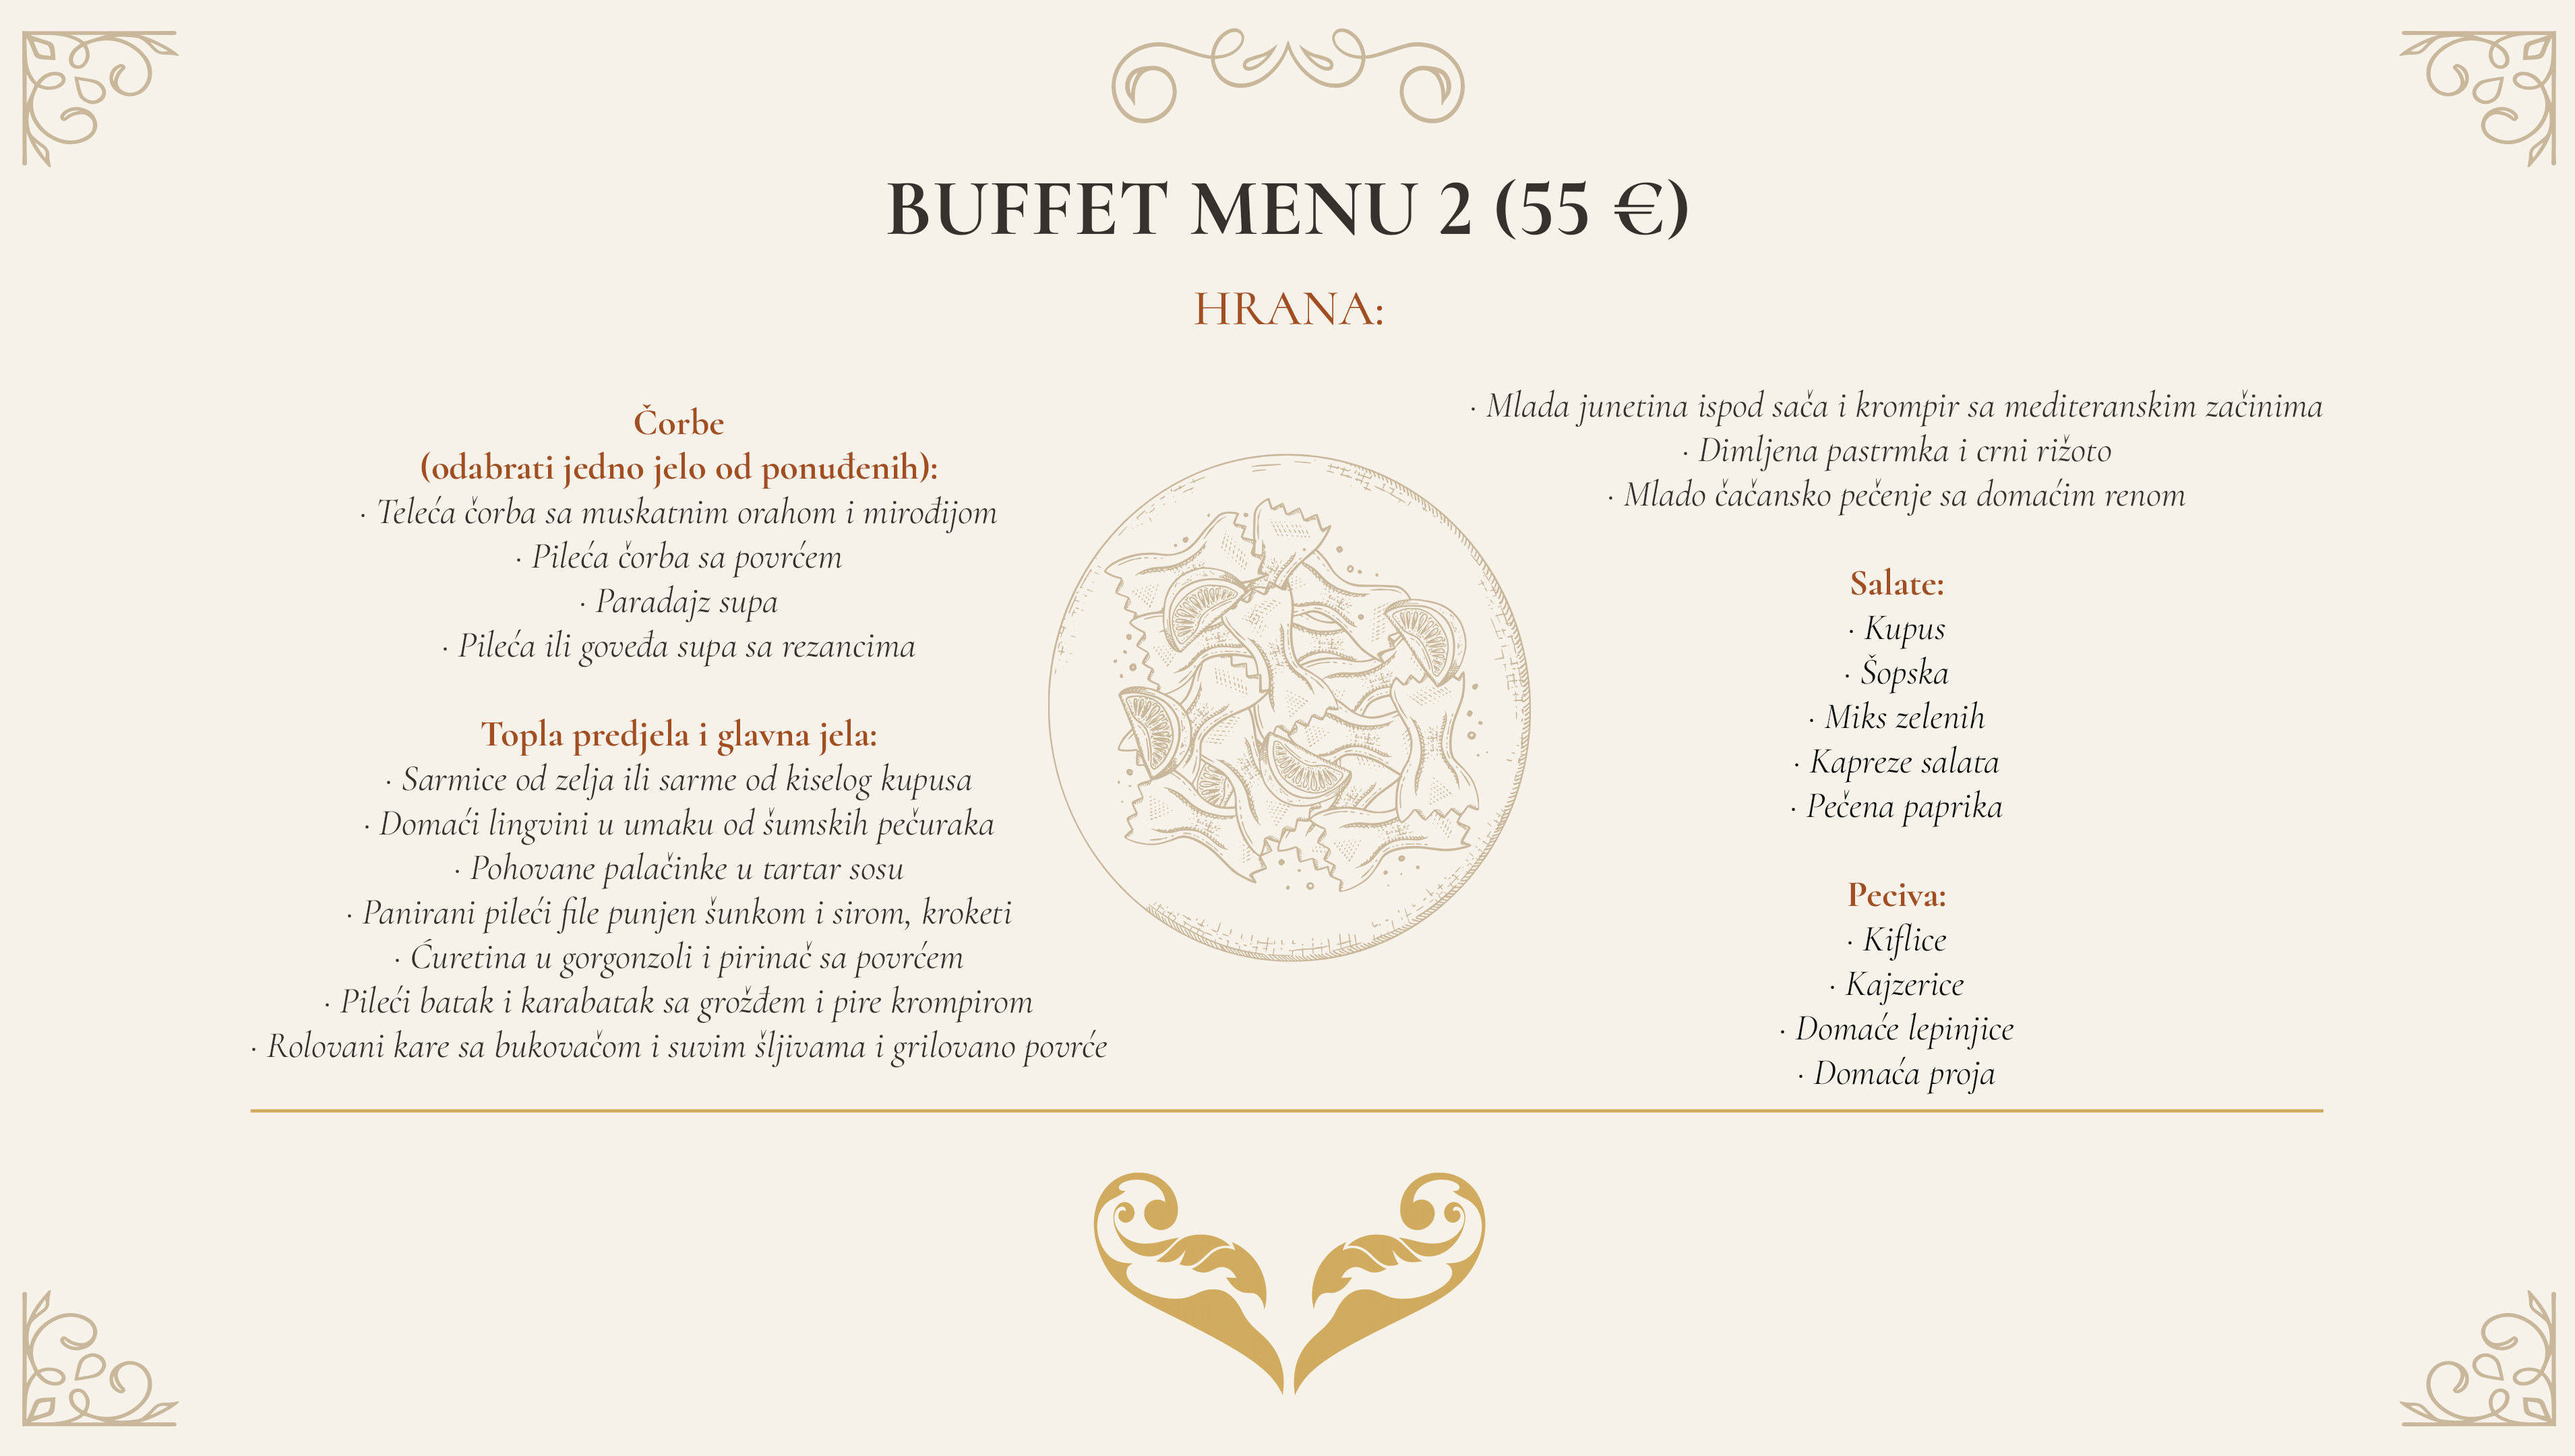 BUFFET MENU 2 (55 €)
HRANA:
Čorbe
(odabrati jedno jelo od ponuđenih):
· Teleća čorba sa muskatnim orahom i mirođijom
· Pileća čorba sa povrćem
· Paradajz supa
· Pileća ili goveđa supa sa rezancima
Topla predjela i glavna jela:
· Sarmice od zelja ili sarme od kiselog kupusa
· Domaći lingvini u umaku od šumskih pečuraka
· Pohovane palačinke u tartar sosu
· Panirani pileći file punjen šunkom i sirom, kroketi
· Ćuretina u gorgonzoli i pirinač sa povrćem
· Pileći batak i karabatak sa grožđem i pire krompirom
· Rolovani kare sa bukovačom i suvim šljivama i grilovano povrće
· Mlada junetina ispod sača i krompir sa mediteranskim začinima
· Dimljena pastrmka i crni rižoto
· Mlado čačansko pečenje sa domaćim renom
Salate:
· Kupus
· Šopska
· Miks zelenih
· Kapreze salata
· Pečena paprika
Peciva:
· Kiflice
· Kajzerice
· Domaće lepinjice
· Domaća proja